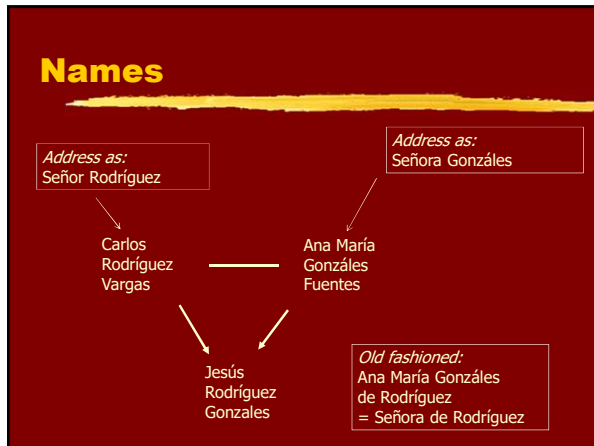 Names
Address as:
Señor Rodríguez
Address as:
Señora Gonzáles
Carlos
Rodríguez
Vargas
Ana María
Gonzáles
Fuentes
Jesús
Rodríguez
Gonzales
Old fashioned:
Ana María Gonzáles
de Rodríguez
= Señora de Rodríguez